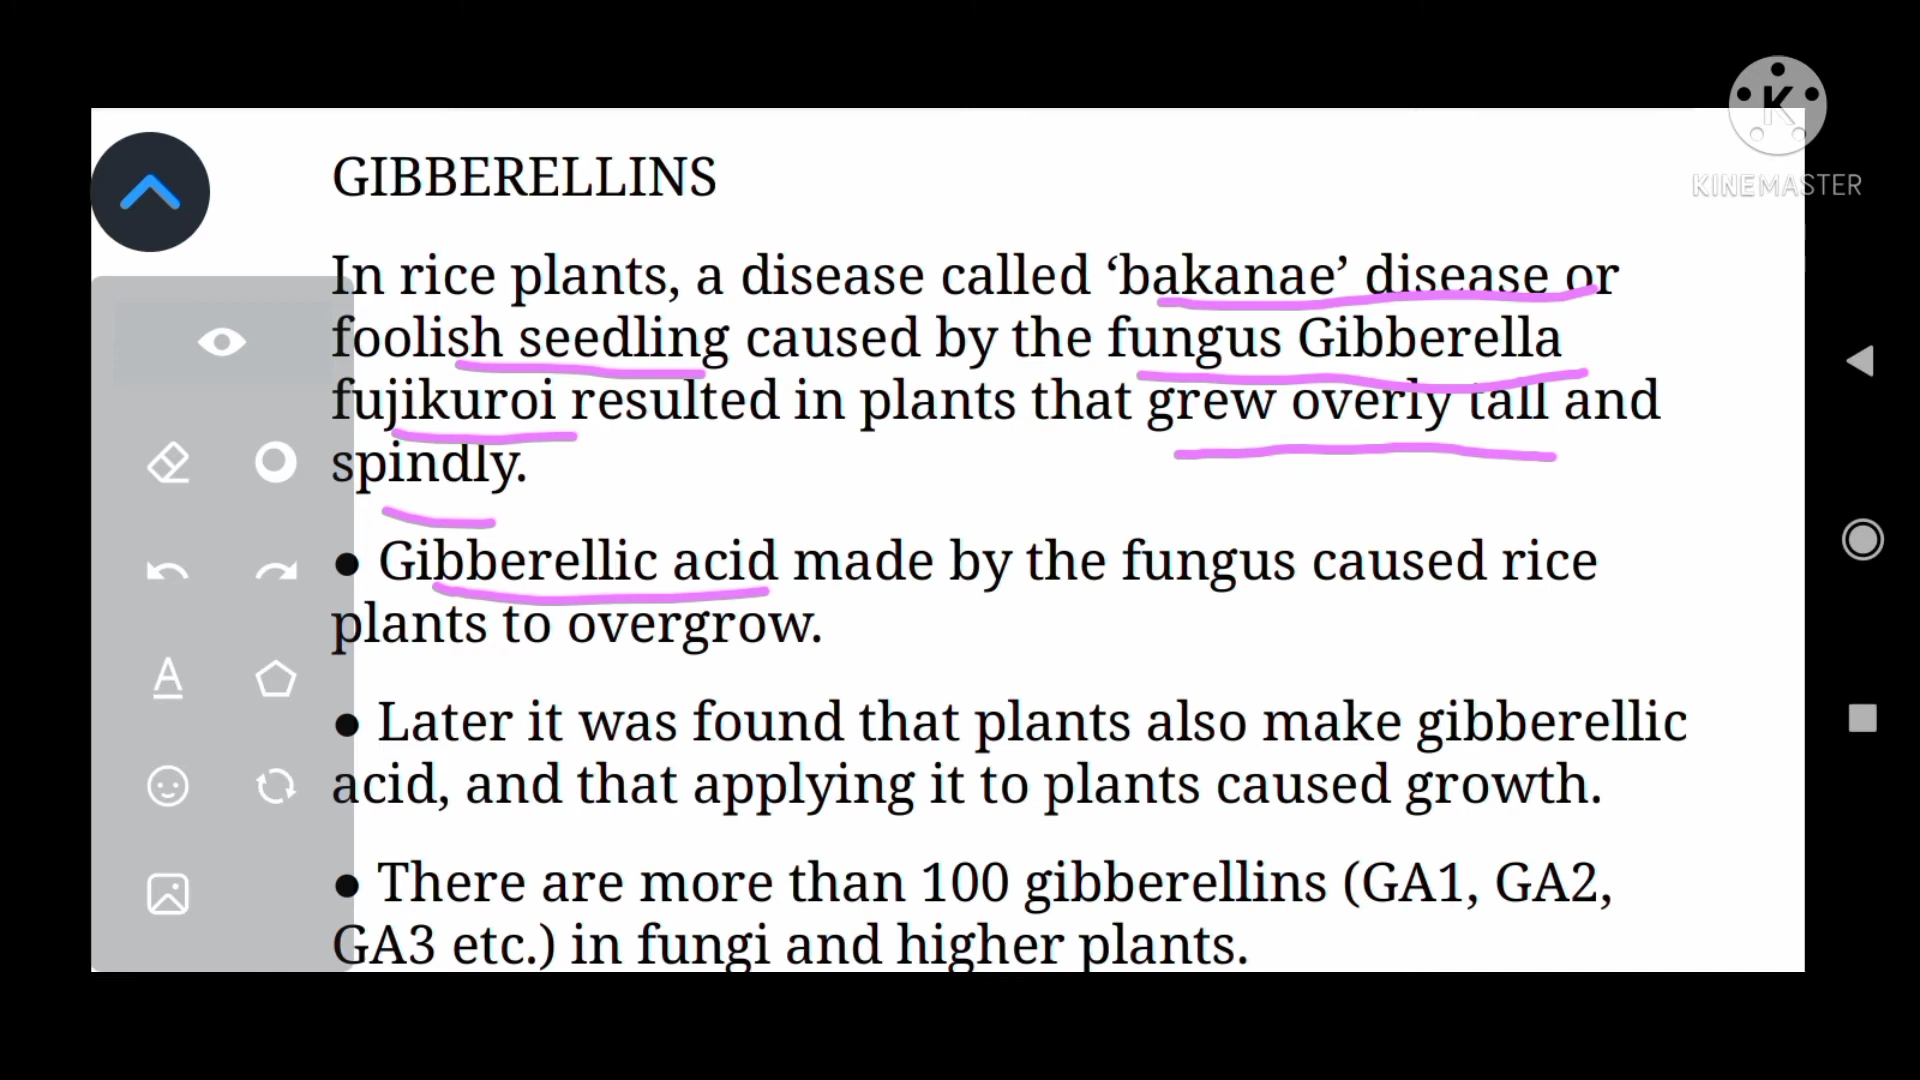 GIBBERELLINS
KINEMASTER
In rice plants, a disease called ‘bakanae’ disease or
foolish seedling caused by the fungus Gibberella
fujikuroi resulted in plants that grew overly tall and
spindly.
● Gibberellic acid made by the fungus caused rice
plants to overgrow.
● Later it was found that plants also make gibberellic
acid, and that applying it to plants caused growth.
● There are more than 100 gibberellins (GA1, GA2,
GA3 etc.) in fungi and higher plants.